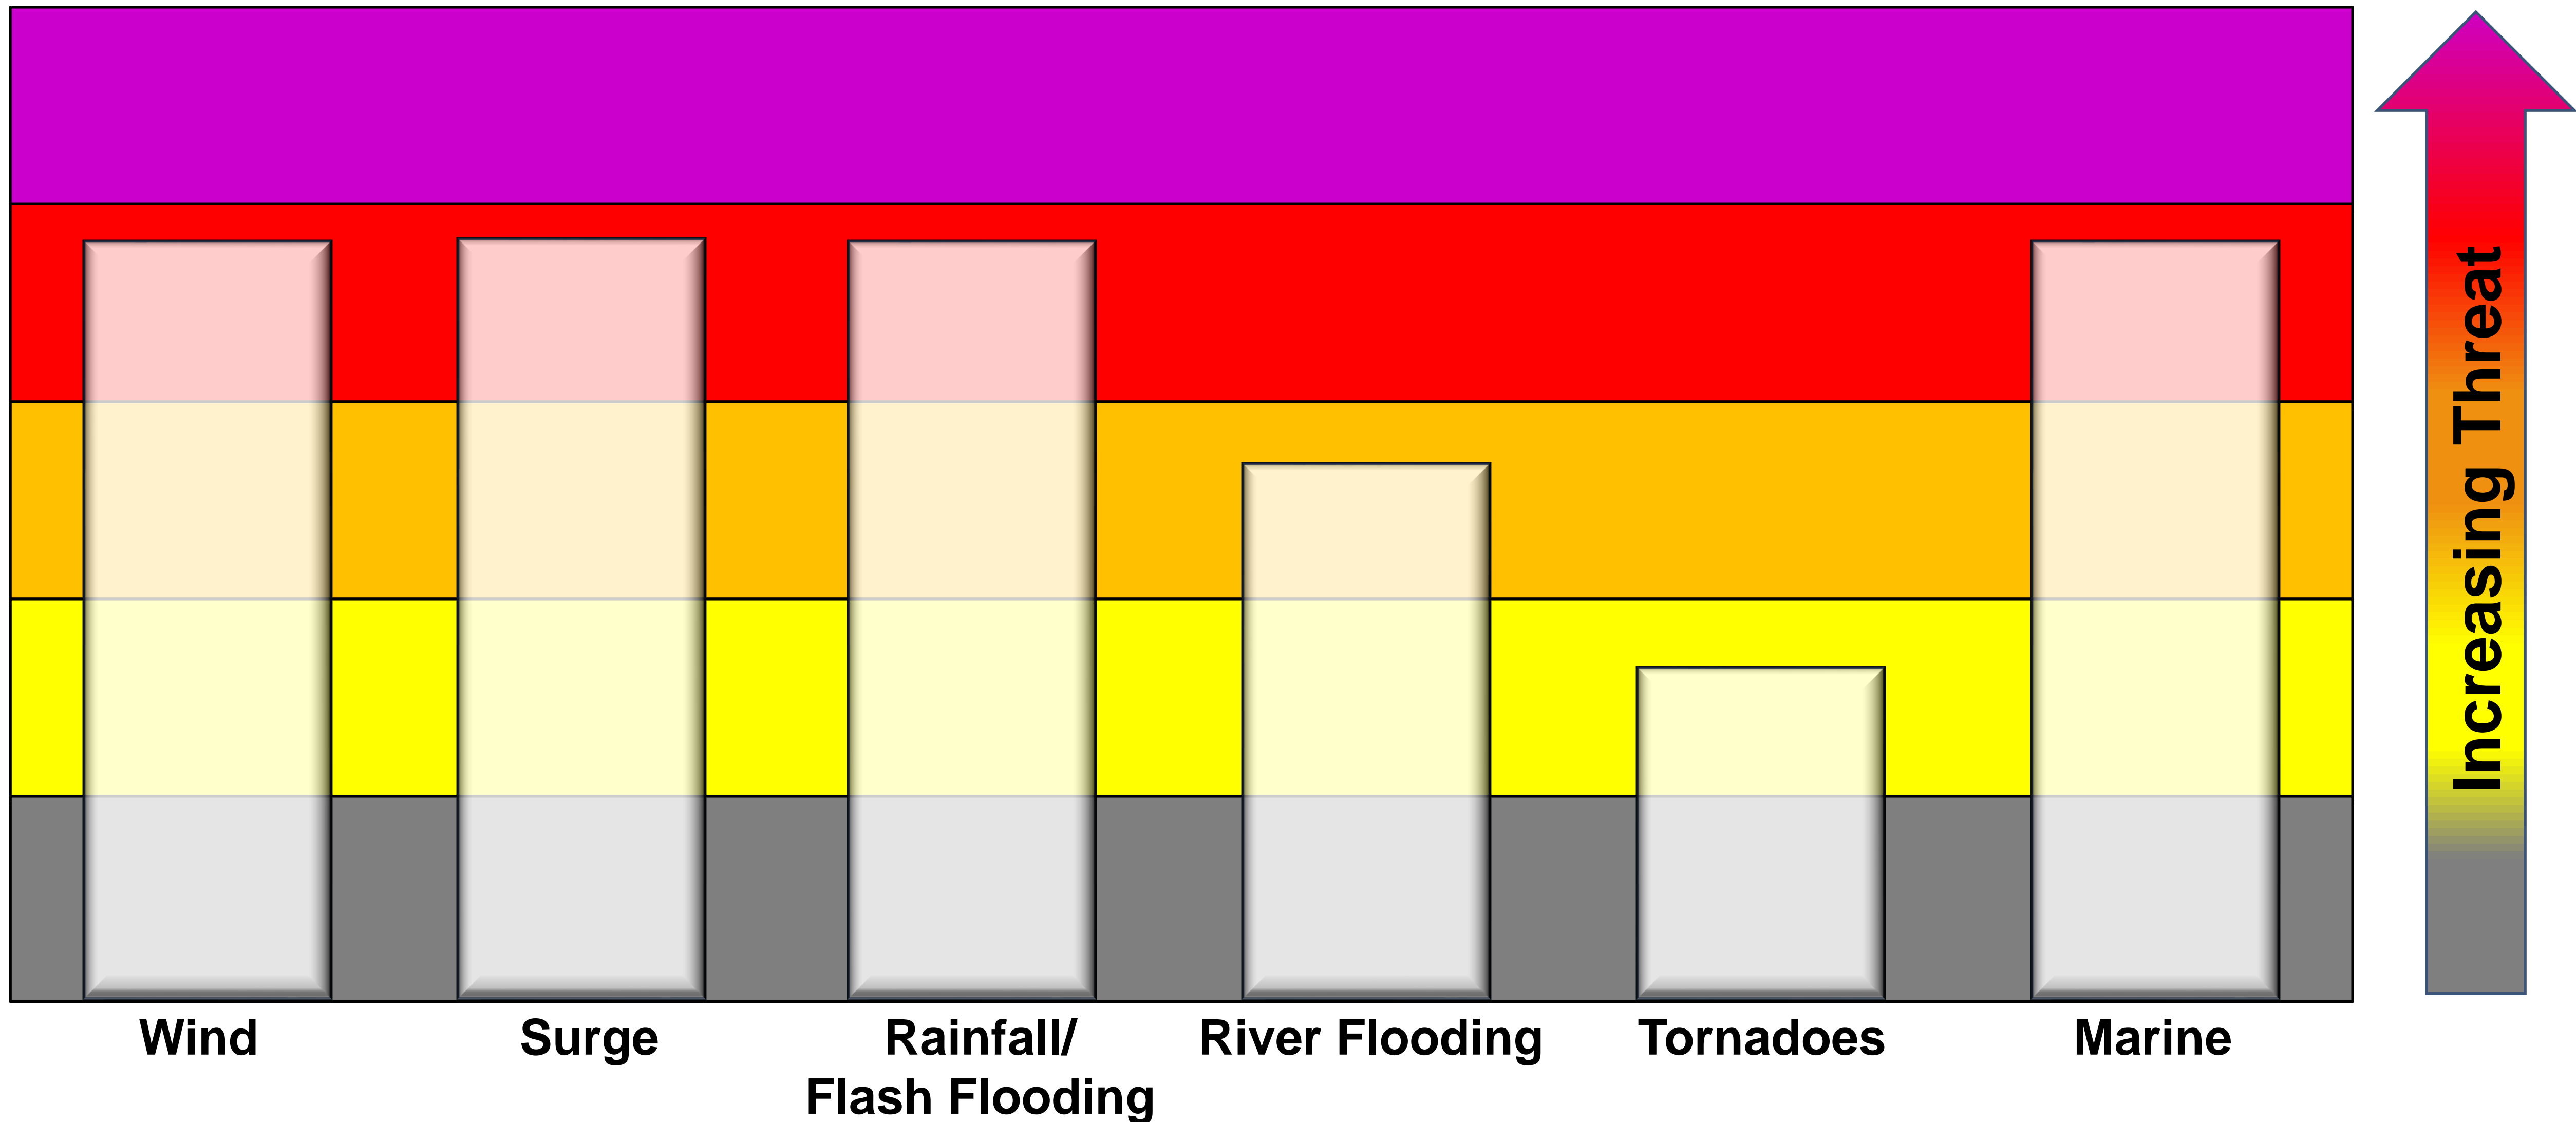 Increasing Threat
Wind
Surge
Rainfall/
Flash Flooding
River Flooding
Tornadoes
Marine